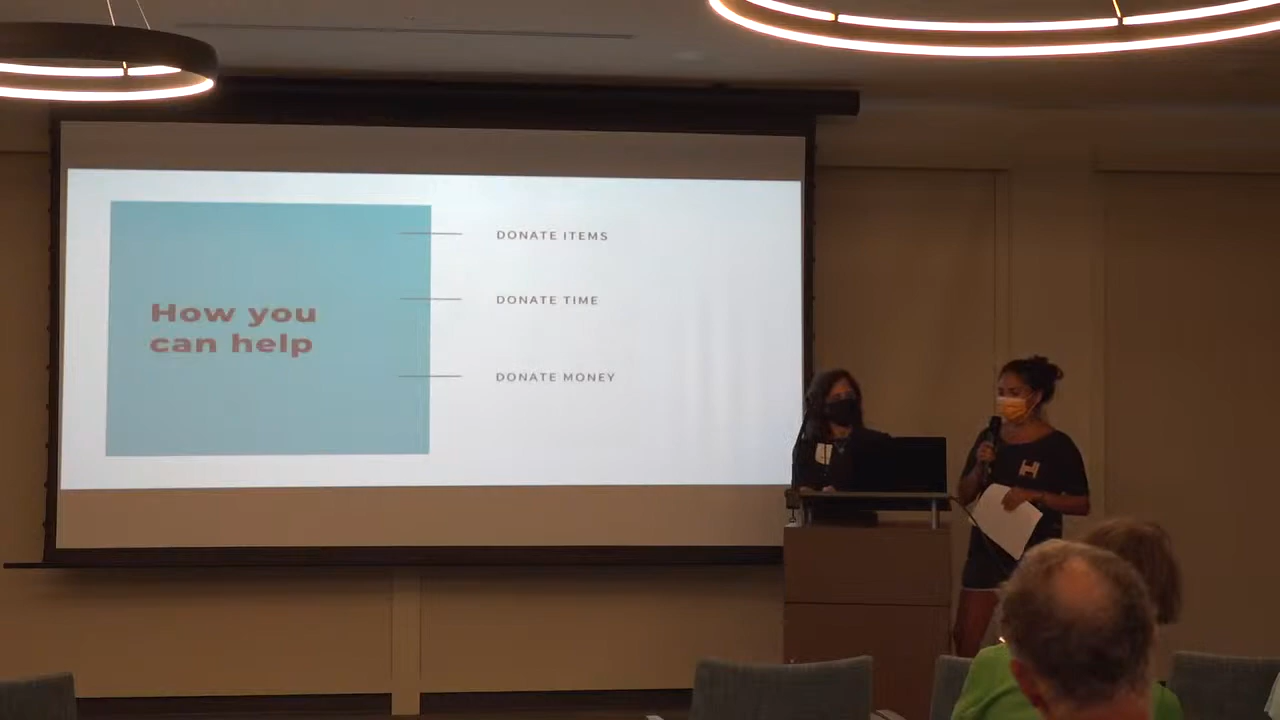 How you
can help
DONATE ITEMS
DONATE TIME
DONATE MONEY
H